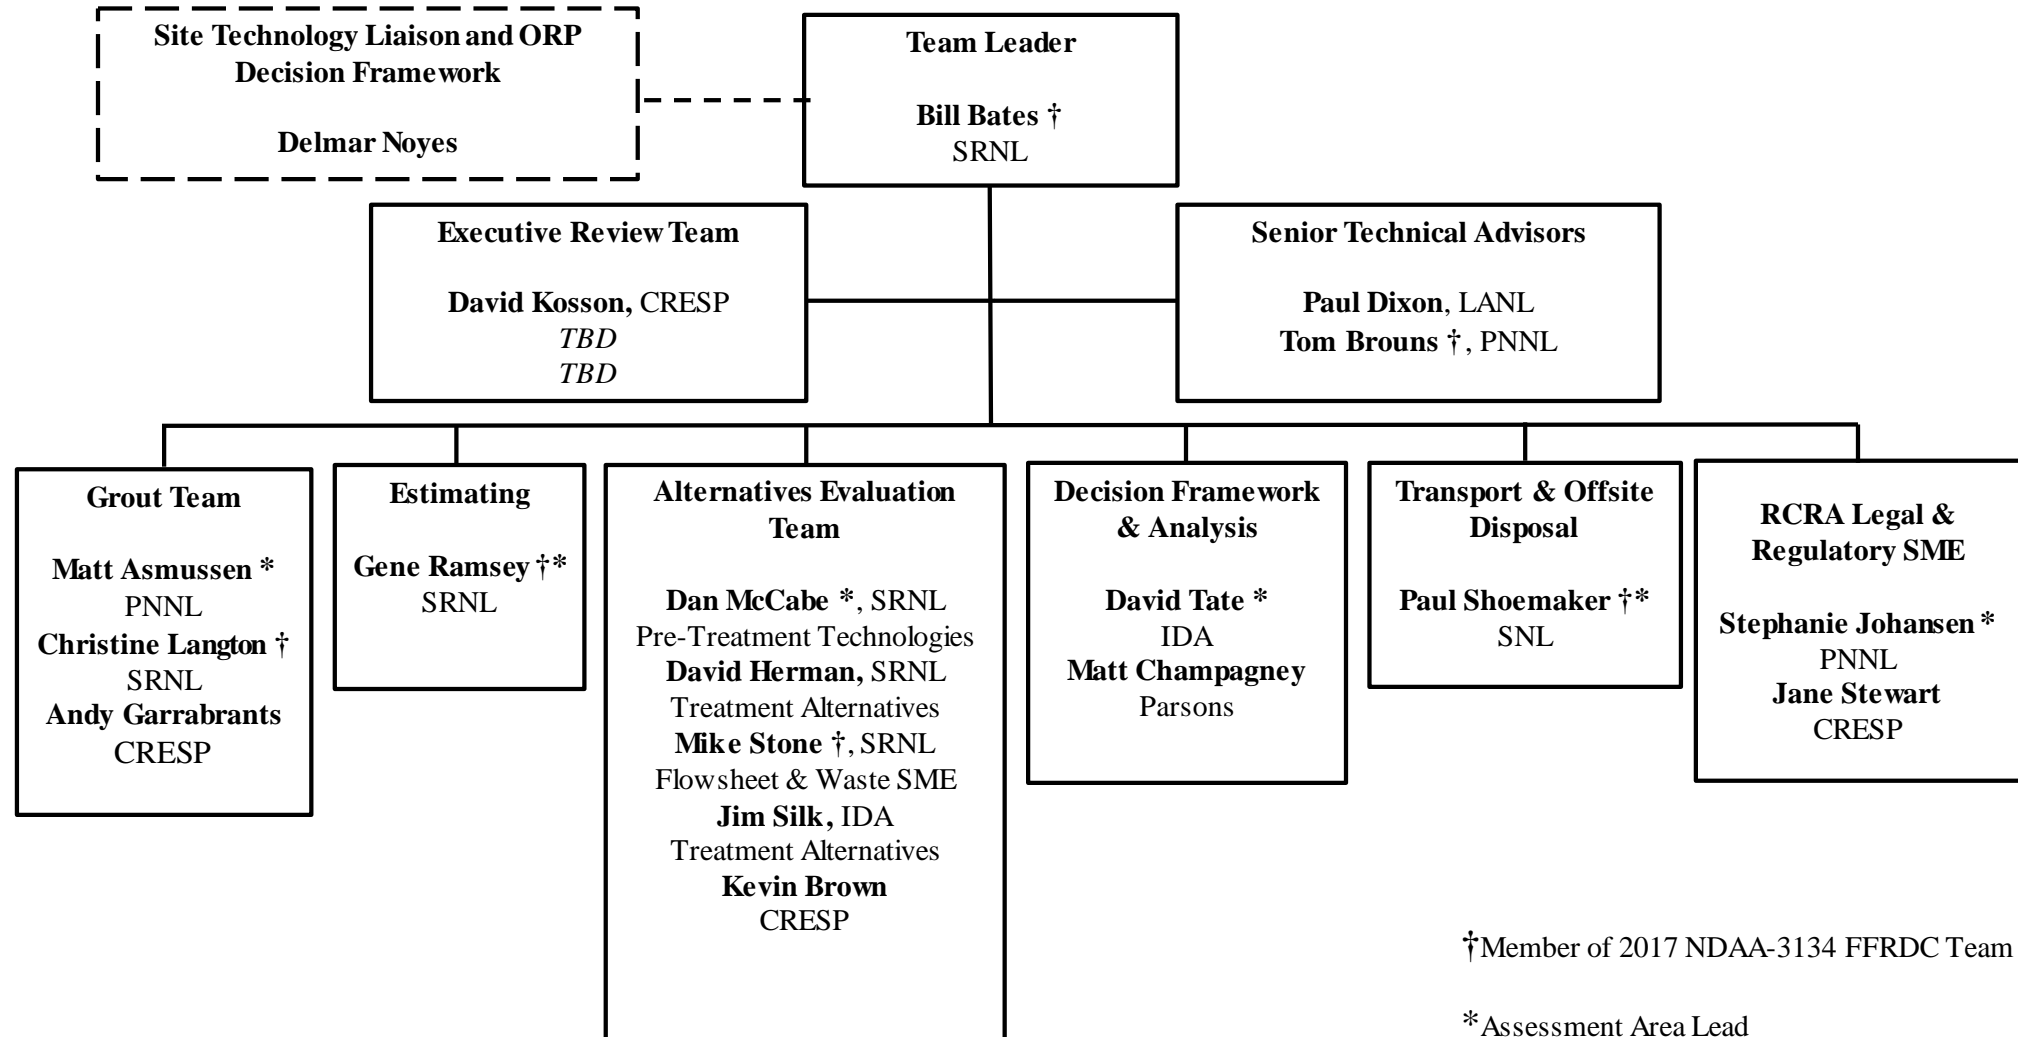 Site Technology Liaison and ORP
Decision Framework
Delmar Noyes
Team Leader
Bill Bates †
SRNL
Executive Review Team
David Kosson, CRESP
TBD
TBD
Senior Technical Advisors
Paul Dixon, LANL
Tom Brouns †, PNNL
Grout Team
Matt Asmussen *
PNNL
Christine Langton †
SRNL
Andy Garrabrants
CRESP
Estimating
Gene Ramsey †*
SRNL
Alternatives Evaluation
Team
Dan McCabe *, SRNL
Pre-Treatment Technologies
David Herman, SRNL
Treatment Alternatives
Mike Stone †, SRNL
Flowsheet & Waste SME
Jim Silk, IDA
Treatment Alternatives
Kevin Brown
CRESP
Decision Framework
& Analysis
David Tate *
IDA
Matt Champagney
Parsons
Transport & Offsite
Disposal
Paul Shoemaker †*
SNL
RCRA Legal &
Regulatory SME
Stephanie Johansen *
PNNL
Jane Stewart
CRESP
†Member of 2017 NDAA-3134 FFRDC Team
*Assessment Area Lead